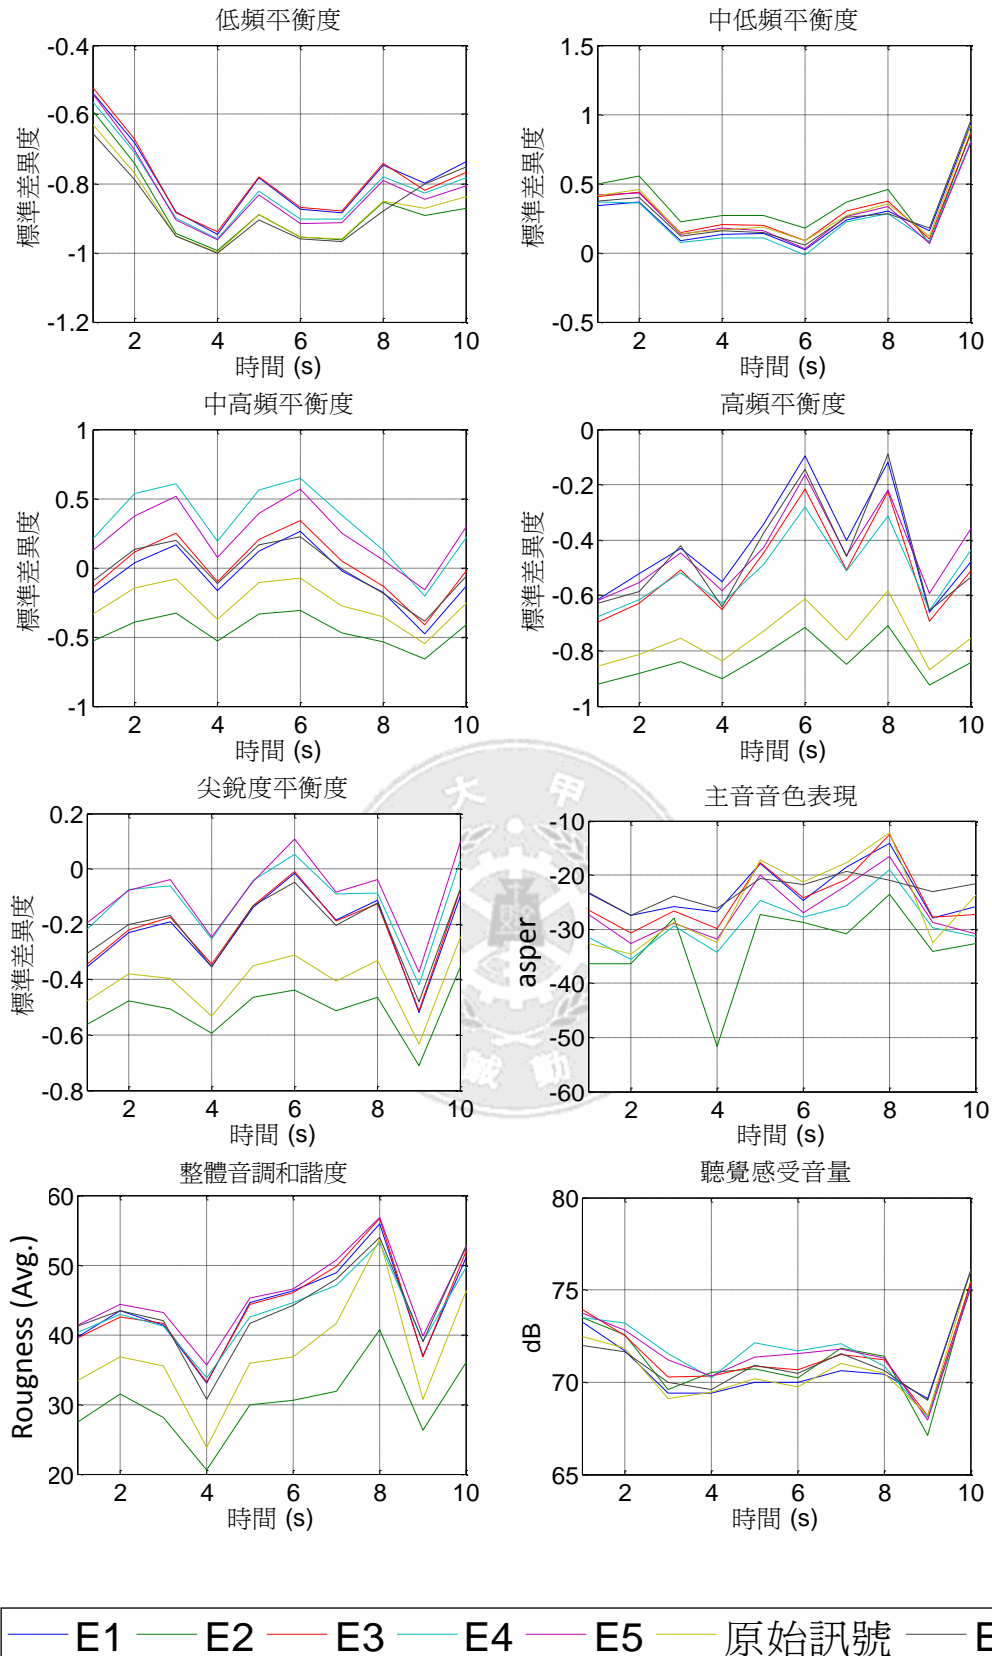 低頻平衡度
-0.4
-0.6
-0.8
-1
-1.2
標準差異度
2 4 6 8 10
時間 (s)
中低頻平衡度
1.5
1
0.5
0
-0.5
標準差異度
2 4 6 8 10
時間 (s)
中高頻平衡度
1
0.5
0
-0.5
-1
標準差異度
2 4 6 8 10
時間 (s)
高頻平衡度
0
-0.2
-0.4
-0.6
-0.8
-1
標準差異度
2 4 6 8 10
時間 (s)
尖銳度平衡度
0.2
0
-0.2
-0.4
-0.6
-0.8
標準差異度
2 4 6 8 10
時間 (s)
主音音色表現
-10
-20
-30
-40
-50
-60
asper
2 4 6 8 10
時間 (s)
大 甲
誠 勤
整體音調和諧度
60
50
40
30
20
Rougness (Avg.)
2 4 6 8 10
時間 (s)
聽覺感受音量
80
75
70
65
dB
2 4 6 8 10
時間 (s)
E1 E2 E3 E4 E5 原始訊號